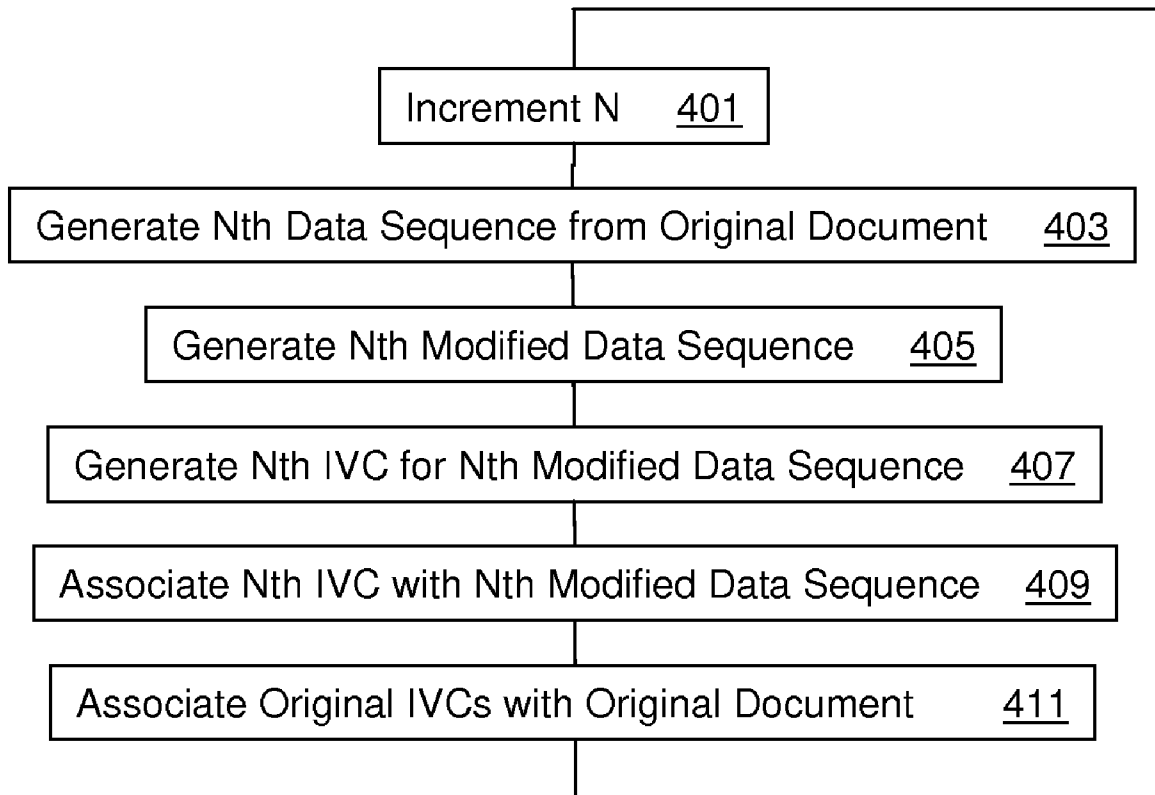 Increment N 401
Generate Nth Data Sequence from Original Document 403
Generate Nth Modified Data Sequence 405
Generate Nth IVC for Nth Modified Data Sequence 407
Associate Nth IVC with Nth Modified Data Sequence 409
Associate Original IVCs with Original Document 411